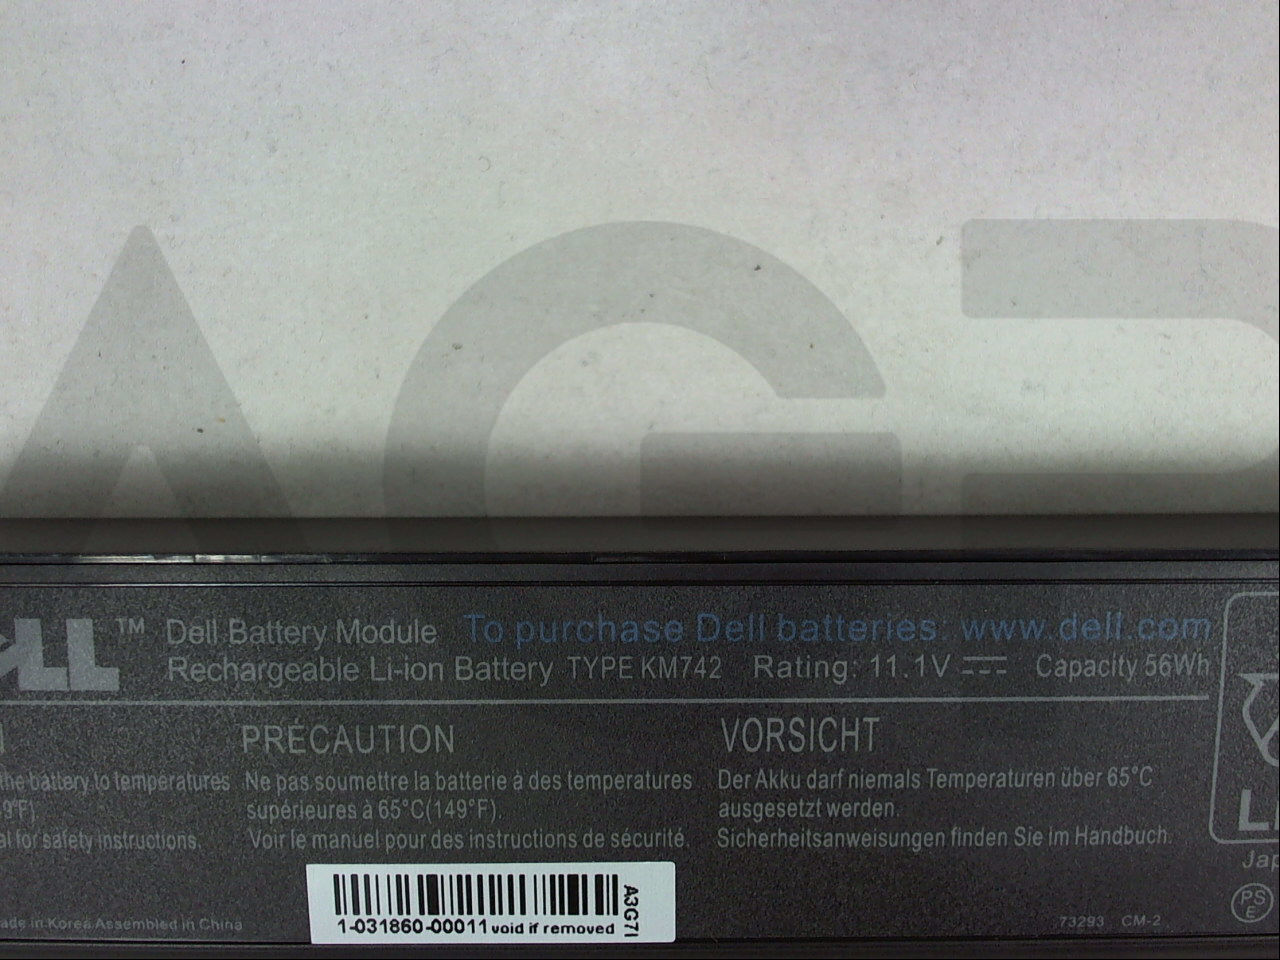 AGP
DELL™ Dell Battery Module To purchase Dell batteries www.dell.com
Rechargeable Li-ion Battery TYPE KM742 Rating: 11.1V Capacity 56Wh
PRÉCAUTION
VORSICHT
the battery to temperatures
9°F).
al for safety instructions.
Ne pas soumettre la batterie à des temperatures
supérieures à 65°C(149°F).
Voir le manuel pour des instructions de sécurité.
Der Akku darf niemals Temperaturen über 65°C
ausgesetzt werden.
Sicherheitsanweisungen finden Sie im Handbuch.
ade in Korea Assembled in China
1-031860-00011 void if removed
A3G7I
73293 CM-2
Jap
PS
E